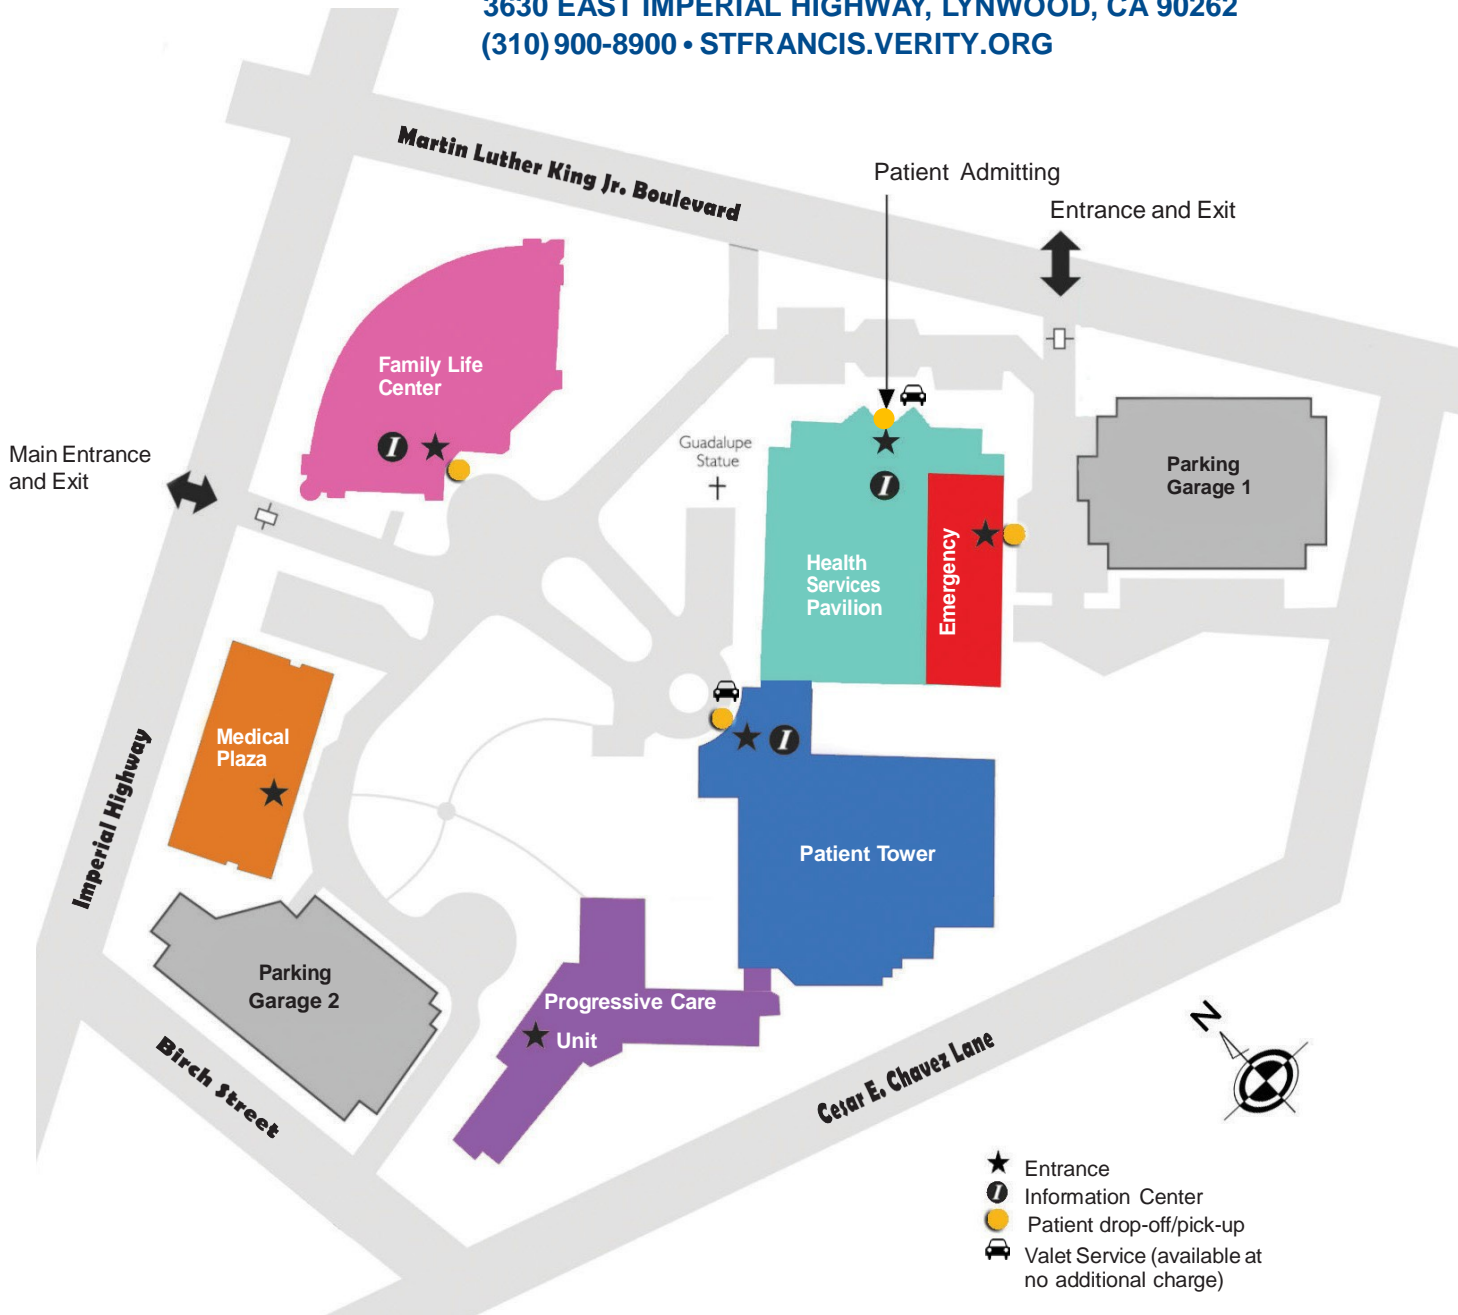 3630 EAST IMPERIAL HIGHWAY, LYNWOOD, CA 90262
(310) 900-8900 • STFRANCIS.VERITY.ORG
Martin Luther King Jr. Boulevard
Patient Admitting
Entrance and Exit
Family Life
Center
I
Main Entrance
and Exit
Guadalupe
Statue
I
Parking
Garage 1
Health
Services
Pavilion
Emergency
Medical
Plaza
I
Imperial Highway
Patient Tower
Parking
Garage 2
Progressive Care
Unit
Birch Street
Cesar E. Chavez Lane
N
Entrance
I Information Center
Patient drop-off/pick-up
Valet Service (available at
no additional charge)